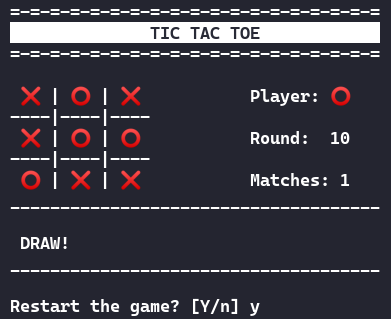 =-=-=-=-=-=-=-=-=-=-=-=-=-=-=-=-=-=-=
TIC TAC TOE
=-=-=-=-=-=-=-=-=-=-=-=-=-=-=-=-=-=-=
❌ | ⭕ | ❌ Player: ⭕
----|----|----
❌ | ⭕ | ⭕ Round: 10
----|----|----
⭕ | ❌ | ❌ Matches: 1
-------------------------------------
DRAW!
-------------------------------------
Restart the game? [Y/n] y